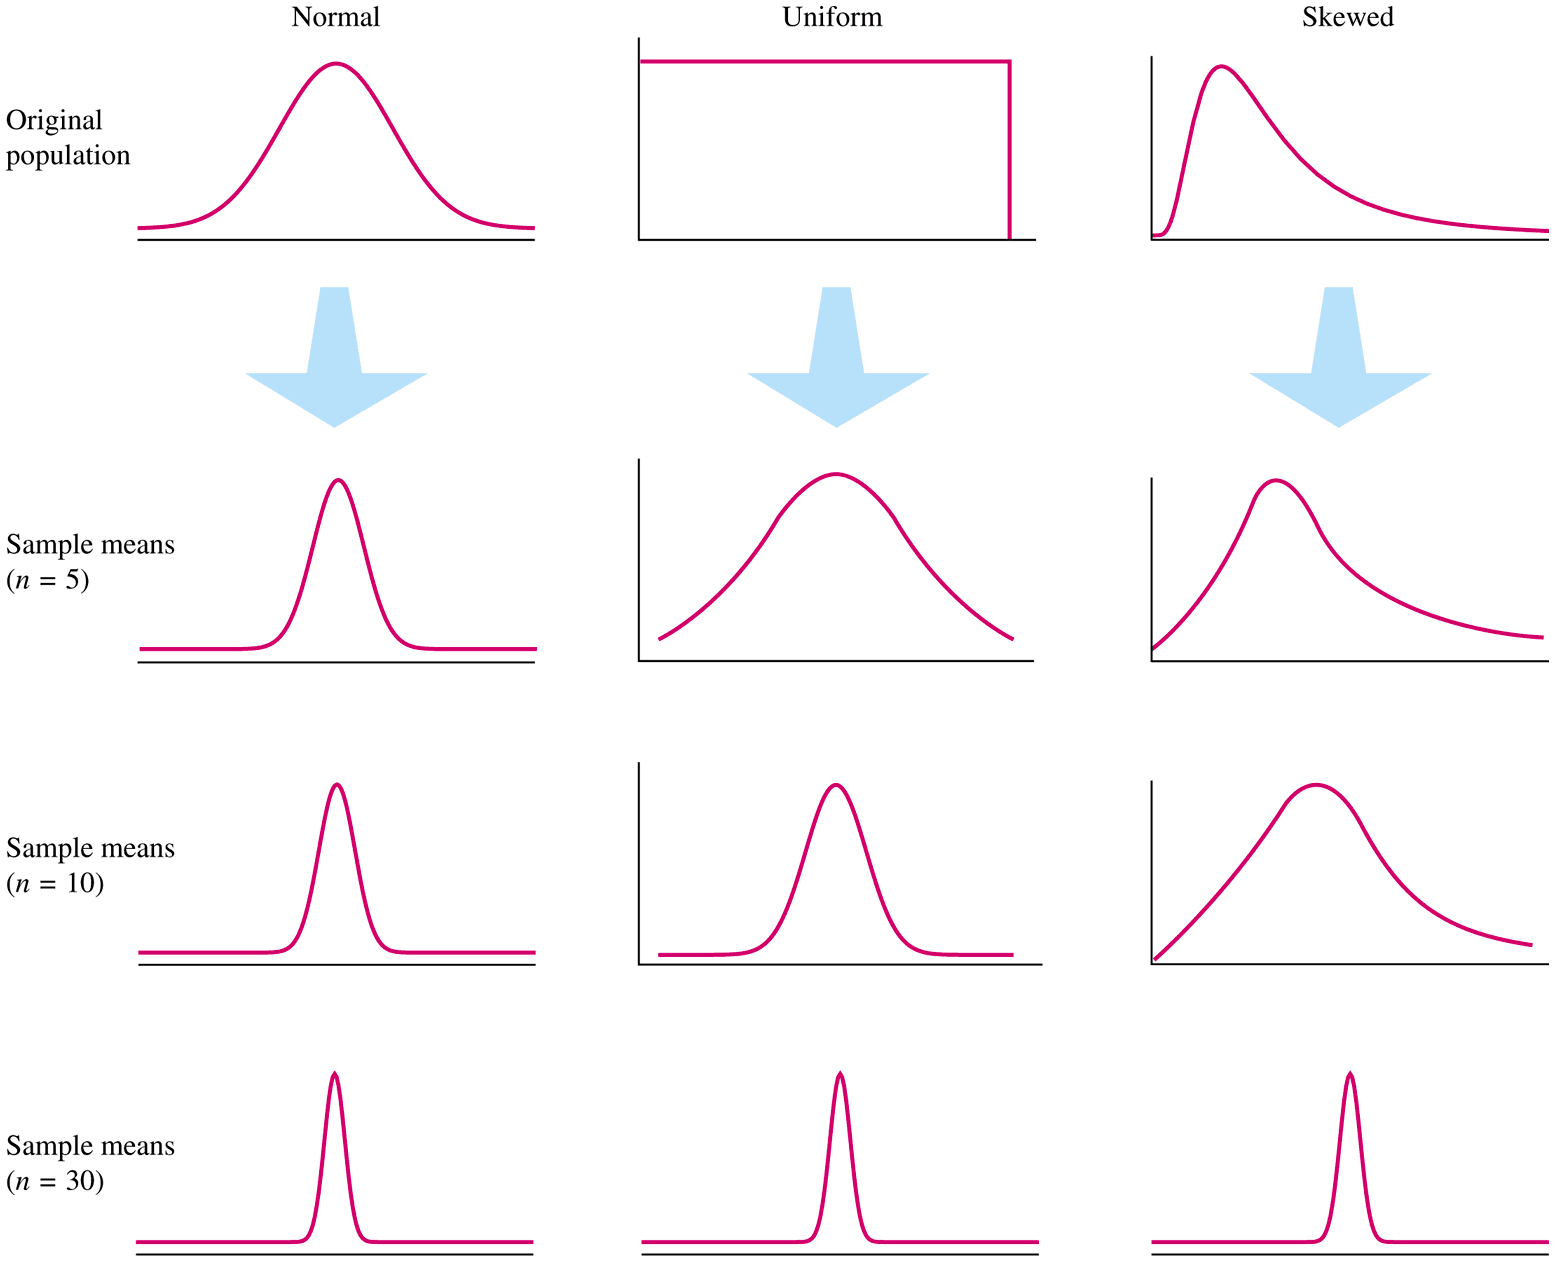 Normal
Uniform
Skewed
Original
population
Sample means
(n = 5)
Sample means
(n = 10)
Sample means
(n = 30)